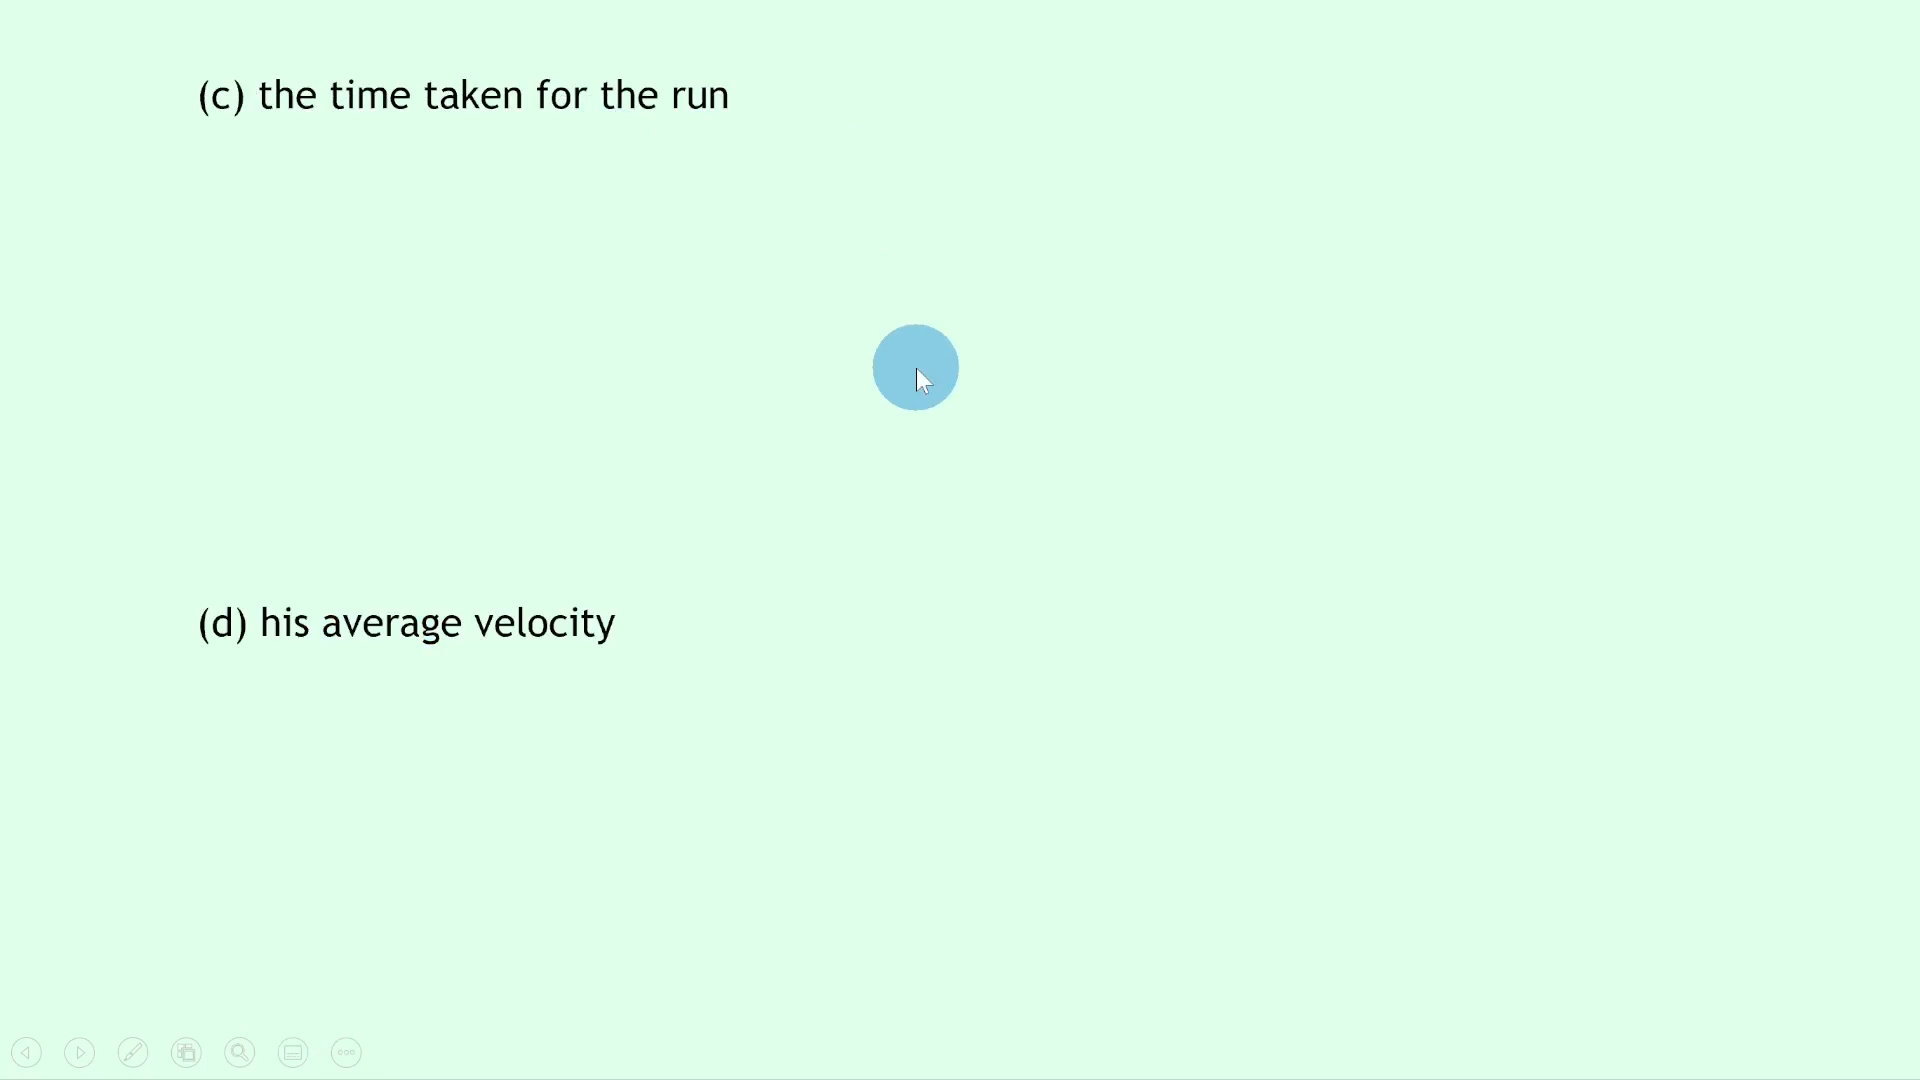 (c) the time taken for the run
(d) his average velocity